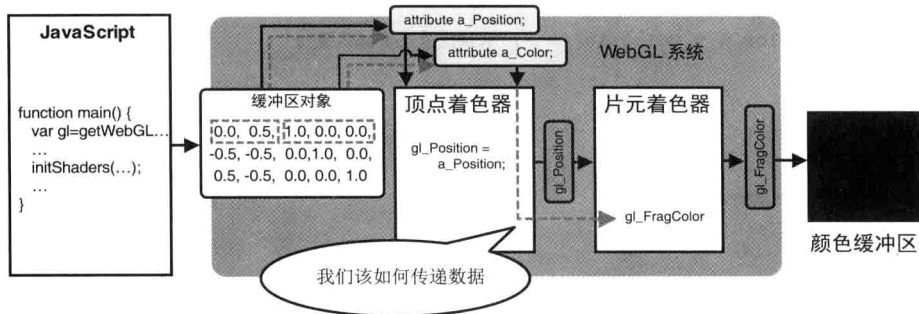 JavaScript
function main() {
var gl=getWebGL…
…
initShaders(…);
…
}
attribute a_Position;
attribute a_Color;
WebGL 系统
缓冲区对象
0.0, 0.5, 1.0, 0.0, 0.0,
-0.5, -0.5, 0.0,1.0, 0.0,
0.5, -0.5, 0.0, 0.0, 1.0
顶点着色器
gl_Position =
a_Position;
gl_Position
片元着色器
gl_FragColor
gl_FragColor
颜色缓冲区
我们该如何传递数据